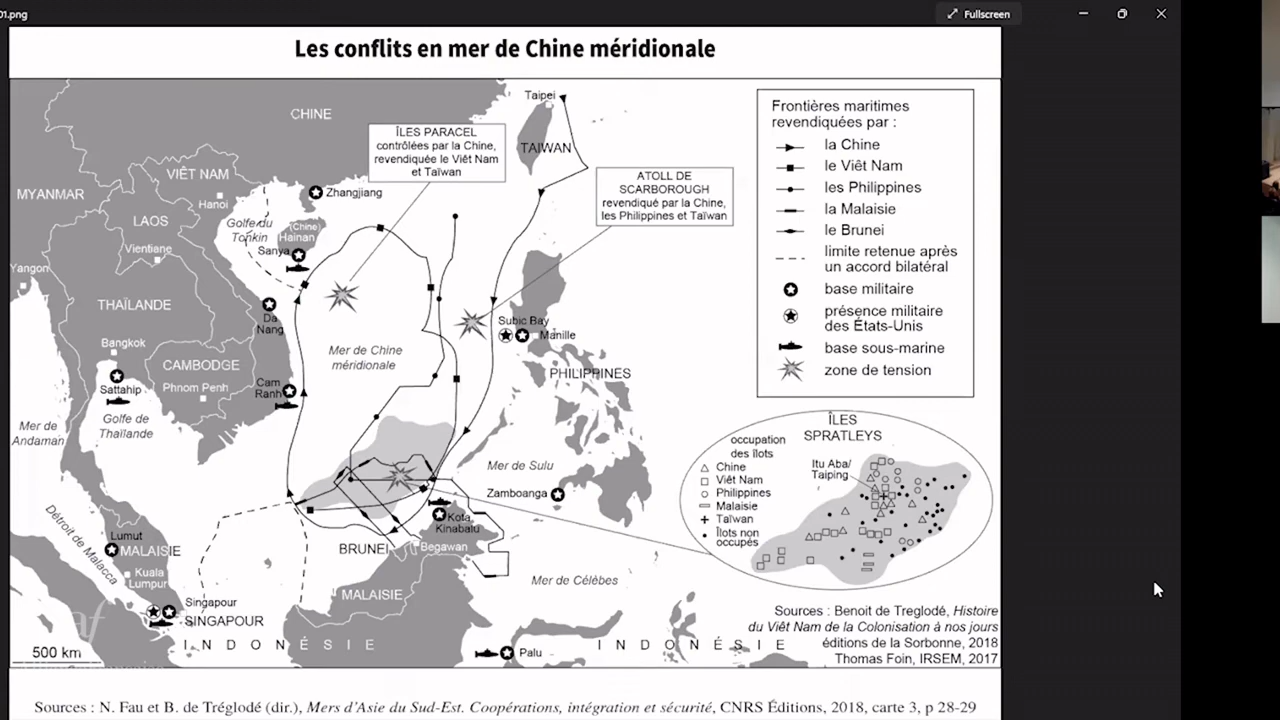 01.png
Fullscreen
Les conflits en mer de Chine méridionale
CHINE
Taipei
TAIWAN
ÎLES PARACEL
contrôlées par la Chine,
revendiquée le Viêt Nam
et Taïwan
ATOLL DE
SCARBOROUGH
revendiqué par la Chine,
les Philippines et Taïwan
MYANMAR
VIÊT NAM
Hanoi
Zhangjiang
LAOS
Golfe du
Tonkin
(Chine)
Hainan
Sanya
Vientiane
Yangon
THAÏLANDE
Da
Nang
Subic Bay
Manille
Bangkok
Mer de Chine
méridionale
CAMBODGE
Phnom Penh
PHILIPPINES
Sattahip
Cam
Ranh
Golfe de
Thaïlande
Mer de
Andaman
Mer de Sulu
Zamboanga
Détroit de Malacca
Kota
Kinabalu
Lumut
MALAISIE
BRUNEI
Begawan
Kuala
Lumpur
MALAISIE
Mer de Célèbes
Singapour
SINGAPOUR
INDONÉSIE
INDONÉSIE
Palu
500 km
Frontières maritimes
revendiquées par :
la Chine
le Viêt Nam
les Philippines
la Malaisie
le Brunei
limite retenue après
un accord bilatéral
base militaire
présence militaire
des États-Unis
base sous-marine
zone de tension
ÎLES
SPRATLEYS
occupation
des îlots
Chine
Viêt Nam
Philippines
Malaisie
Taïwan
Îlots non
occupés
Itu Aba/
Taiping
Sources : Benoit de Treglodé, Histoire
du Viêt Nam de la Colonisation à nos jours
éditions de la Sorbonne, 2018
Thomas Foin, IRSEM, 2017
Sources : N. Fau et B. de Tréglodé (dir.), Mers d'Asie du Sud-Est. Coopérations, intégration et sécurité, CNRS Éditions, 2018, carte 3, p 28-29